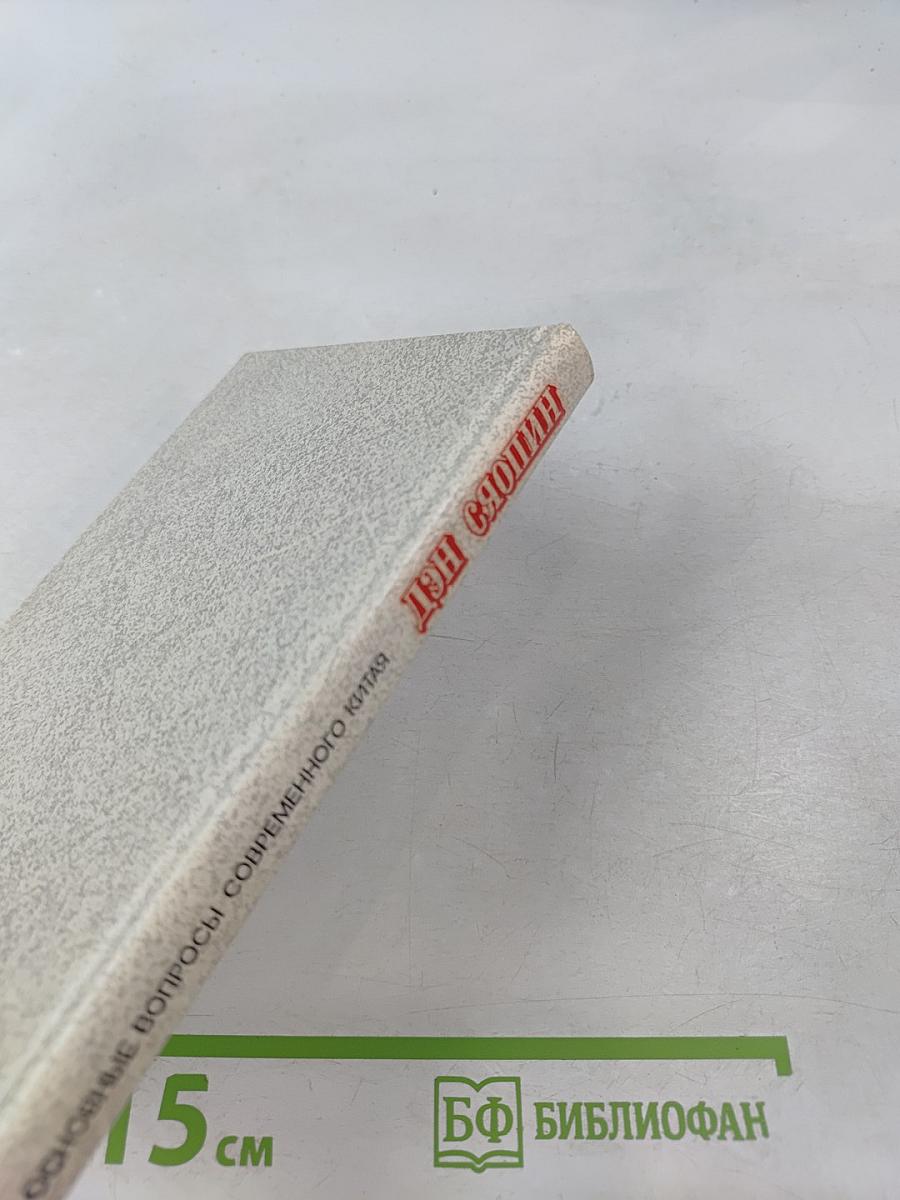 ДЭН СЯОПИН
ОСНОВНЫЕ ВОПРОСЫ СОВРЕМЕННОГО КИТАЯ
15 см
БФ БИБЛИОФАН